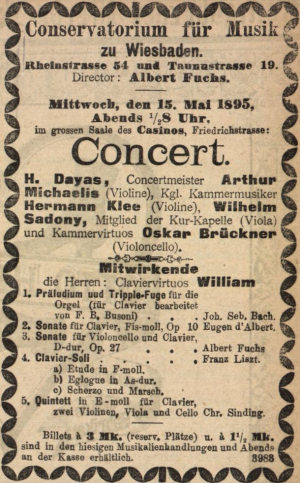 Conservatorium für Musik
zu Wiesbaden.
Rheinstrasse 54 und Taunusstrasse 19.
Director: Albert Fuchs.
Mittwoch, den 15. Mai 1895,
Abends ½8 Uhr.
im grossen Saale des Casinos, Friedrichstrasse:
Concert.
H. Dayas, Concertmeister Arthur
Michaelis (Violine), Kgl. Kammermusiker
Hermann Klee (Violine), Wilhelm
Sadony, Mitglied der Kur-Kapelle (Viola)
und Kammervirtuos Oskar Brückner
(Violoncello).
Mitwirkende
die Herren: Claviervirtuos William
1. Präludium uud Tripple-Fuge für die
Orgel (für Clavier bearbeitet
von F. B. Busoni) . . Joh. Seb. Bach.
2. Sonate für Clavier, Fis-moll, Op 10 Eugen d'Albert.
3. Sonate für Violoncello und Clavier,
D-dur, Op. 27 . . . Albert Fuchs
4. Clavier-Soli . . . . Franz Liszt.
a) Etude in F-moll.
b) Eglogue in As-dur.
c) Scherzo und Marsch.
5. Quintett in E-moll für Clavier,
zwei Violinen, Viola und Cello Chr. Sinding.
Billets à 3 Mk. (reserv. Plätze) u. à 1½ Mk.
sind in den hiesigen Musikalienhandlungen und Abends
an der Kasse erhältlich. 3983